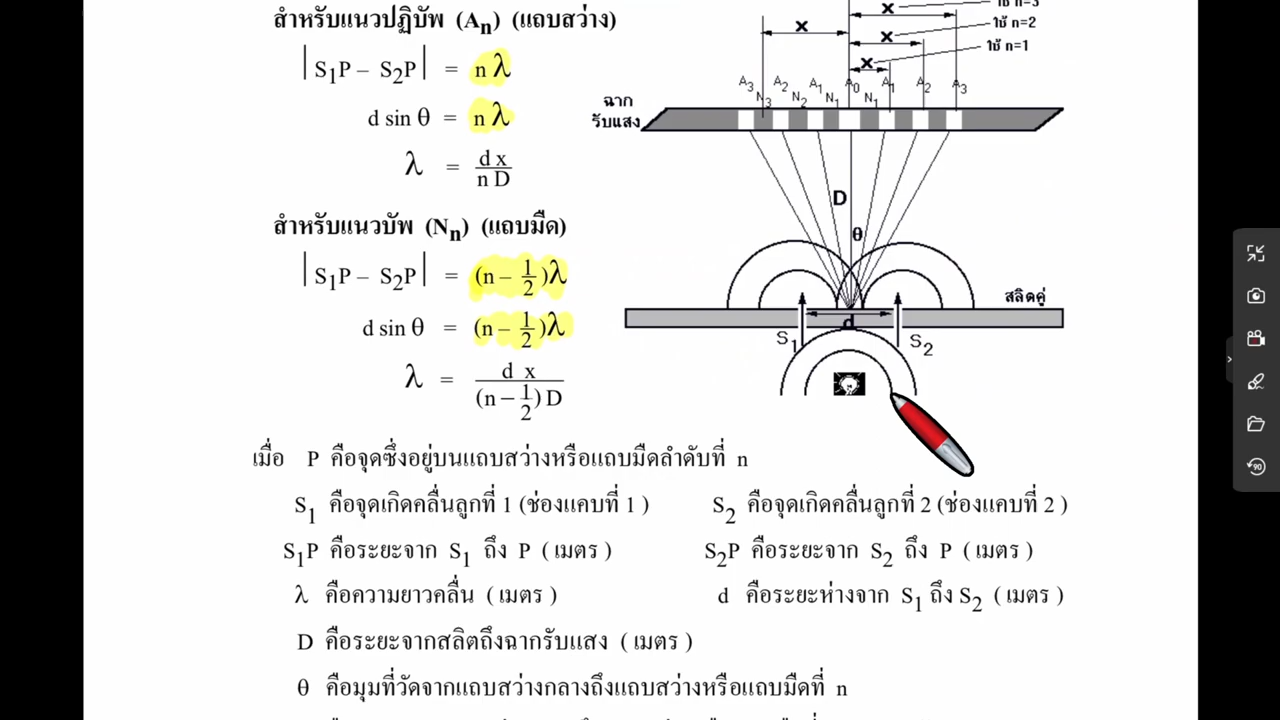 สำหรับแนวปฏิบัพ (An) (แถบสว่าง)
| S1P – S2P | = n λ
d sin θ = n λ
λ = d x / n D
สำหรับแนวบัพ (Nn) (แถบมืด)
| S1P – S2P | = (n – 1/2)λ
d sin θ = (n – 1/2)λ
λ = d x / (n – 1/2) D
x ใช้ n=3
x x ใช้ n=2
x ใช้ n=1
A3 A2 A1 A0 A1 A2 A3
N3 N2 N1 N1
ฉาก
รับแสง
D
θ
สลิตคู่
d
S1 S2
เมื่อ P คือจุดซึ่งอยู่บนแถบสว่างหรือแถบมืดลำดับที่ n
S1 คือจุดเกิดคลื่นลูกที่ 1 (ช่องแคบที่ 1 ) S2 คือจุดเกิดคลื่นลูกที่ 2 (ช่องแคบที่ 2 )
S1P คือระยะจาก S1 ถึง P ( เมตร ) S2P คือระยะจาก S2 ถึง P ( เมตร )
λ คือความยาวคลื่น ( เมตร ) d คือระยะห่างจาก S1 ถึง S2 ( เมตร )
D คือระยะจากสลิตถึงฉากรับแสง ( เมตร )
θ คือมุมที่วัดจากแถบสว่างกลางถึงแถบสว่างหรือแถบมืดที่ n
90